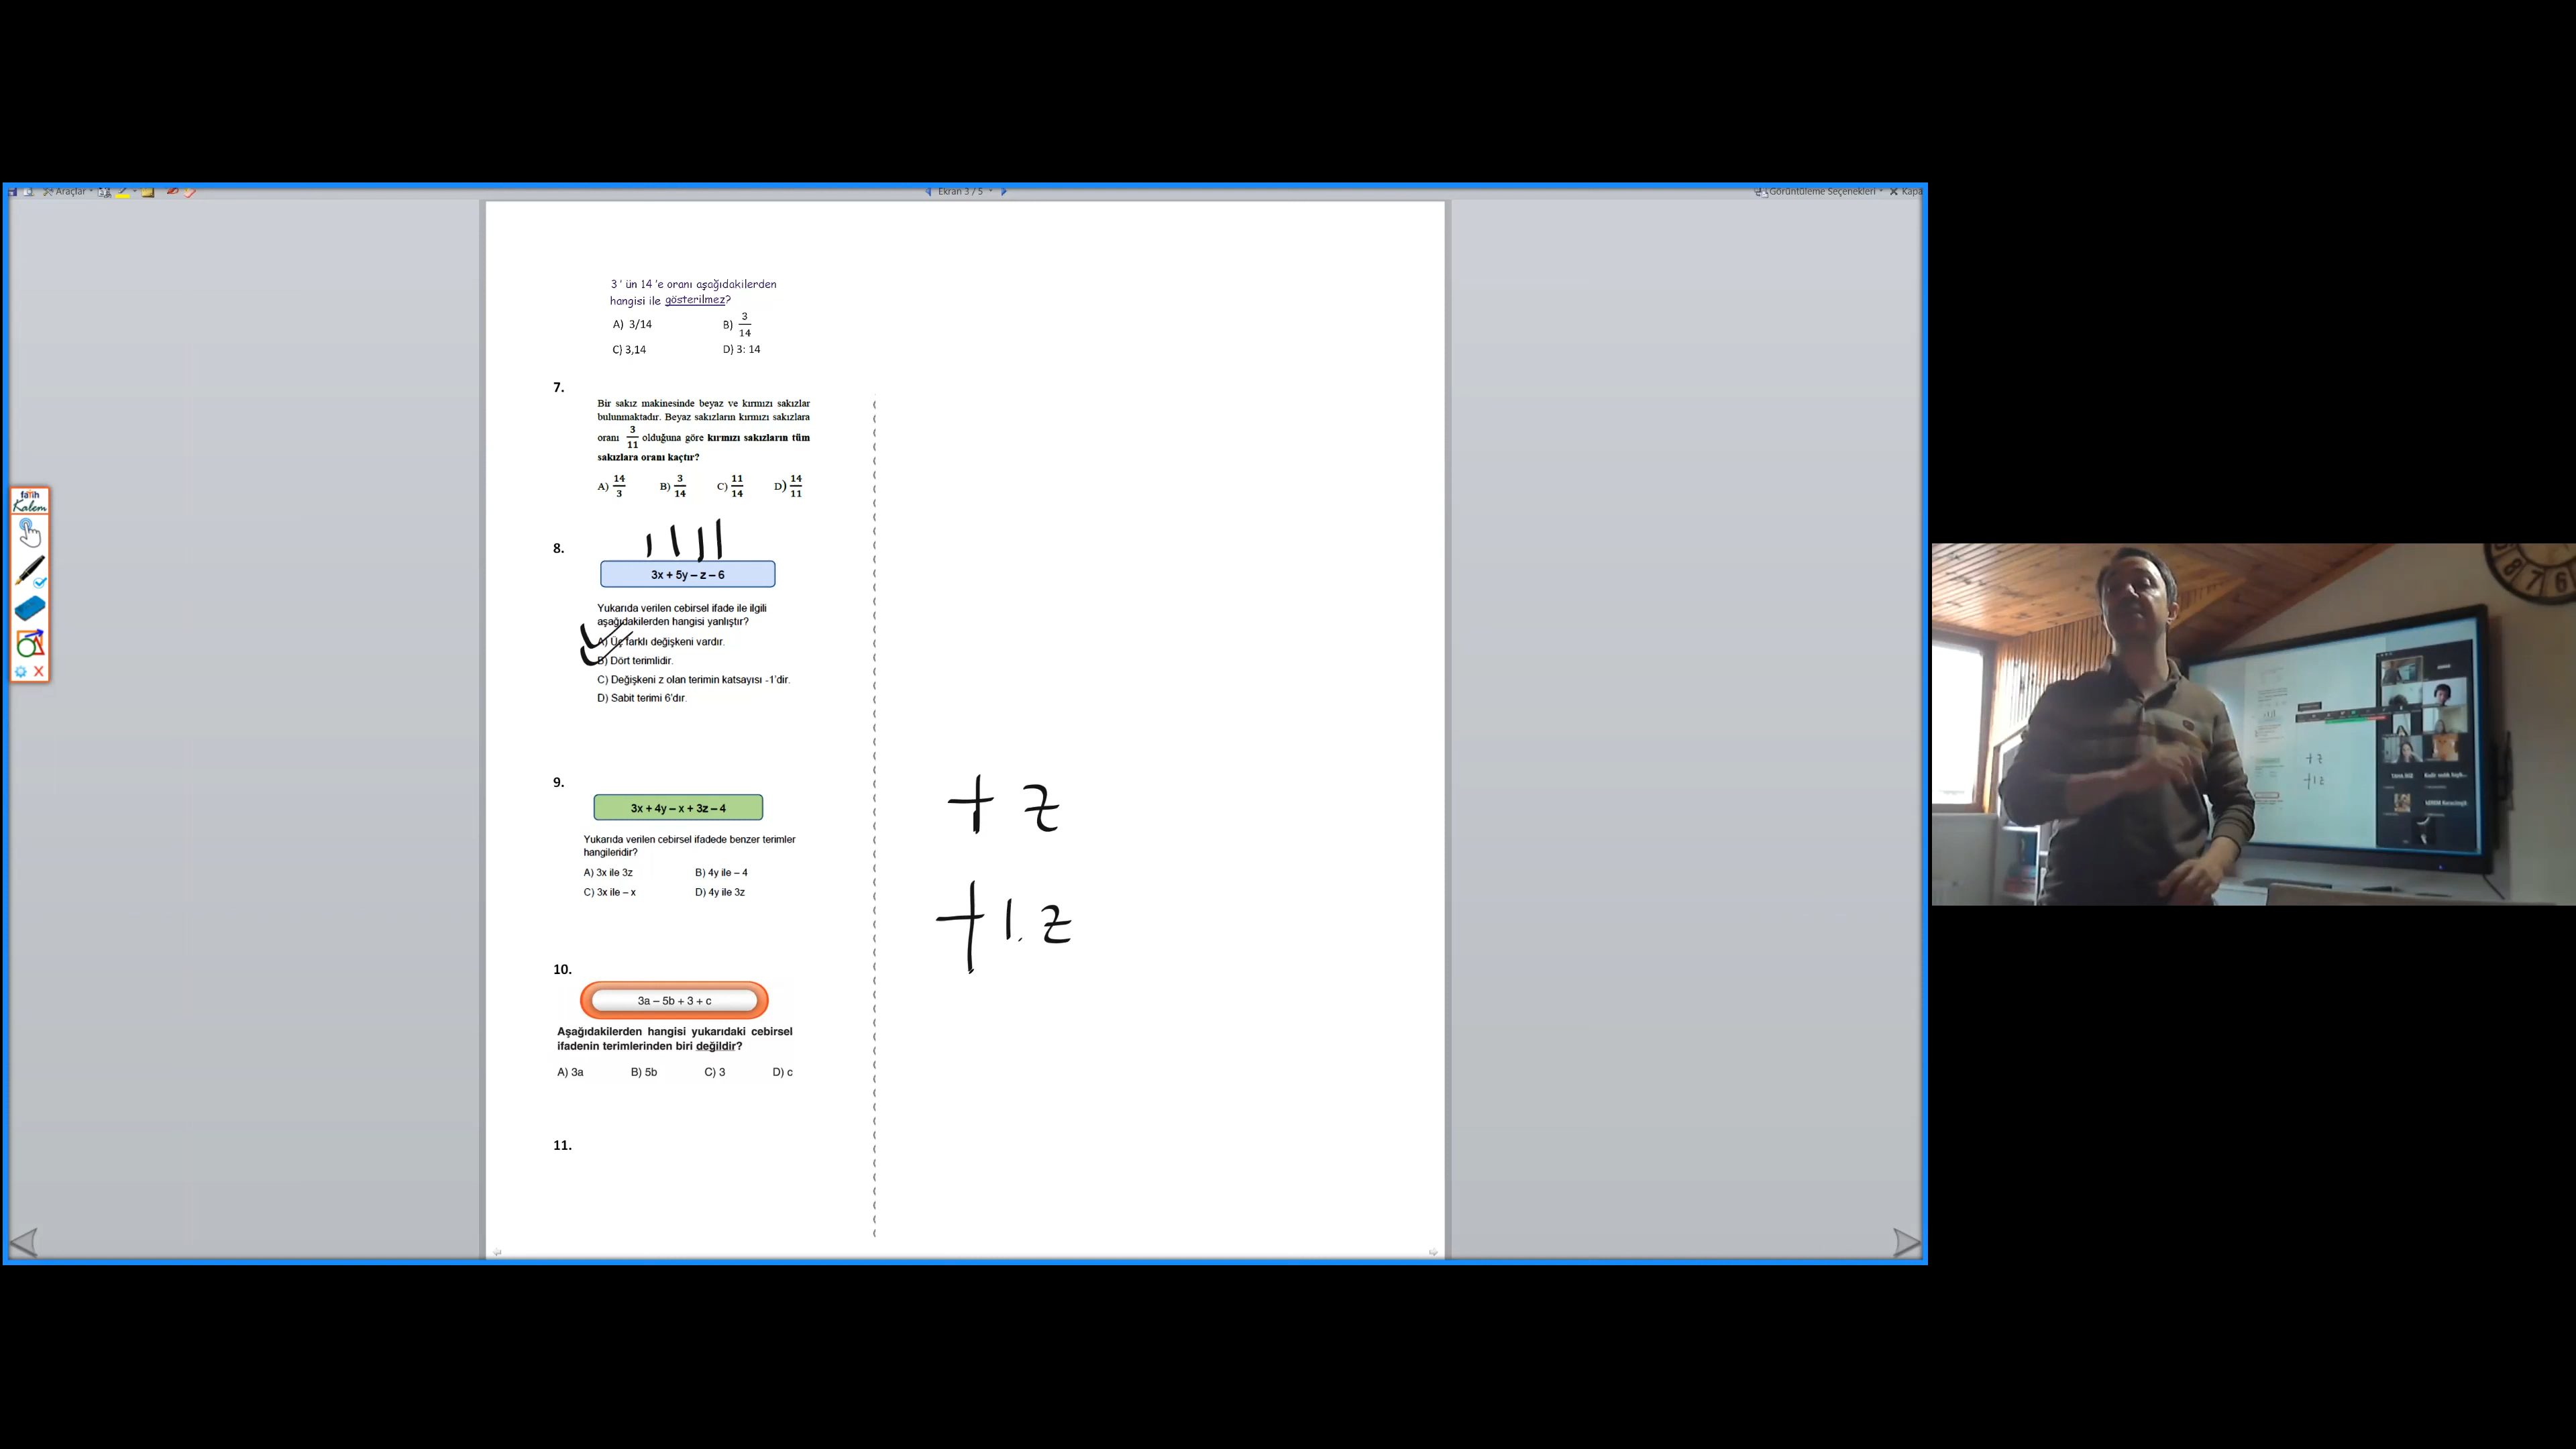 Araçlar
Ekran 3 / 5
Görüntüleme Seçenekleri
Kapa
fatih
Kalem
3 ' ün 14 'e oranı aşağıdakilerden
hangisi ile gösterilmez?
A) 3/14 B) 3/14
C) 3,14 D) 3: 14
7.
Bir sakız makinesinde beyaz ve kırmızı sakızlar
bulunmaktadır. Beyaz sakızların kırmızı sakızlara
oranı 3/11 olduğuna göre kırmızı sakızların tüm
sakızlara oranı kaçtır?
A) 14/3 B) 3/14 C) 11/14 D) 14/11
8.
3x + 5y – z – 6
Yukarıda verilen cebirsel ifade ile ilgili
aşağıdakilerden hangisi yanlıştır?
A) Üç farklı değişkeni vardır.
B) Dört terimlidir.
C) Değişkeni z olan terimin katsayısı -1'dir.
D) Sabit terimi 6'dır.
9.
3x + 4y – x + 3z – 4
Yukarıda verilen cebirsel ifadede benzer terimler
hangileridir?
A) 3x ile 3z B) 4y ile – 4
C) 3x ile – x D) 4y ile 3z
10.
3a – 5b + 3 + c
Aşağıdakilerden hangisi yukarıdaki cebirsel
ifadenin terimlerinden biri değildir?
A) 3a B) 5b C) 3 D) c
11.
+ z
+ 1. z
8 7 6
+ z
+1 z